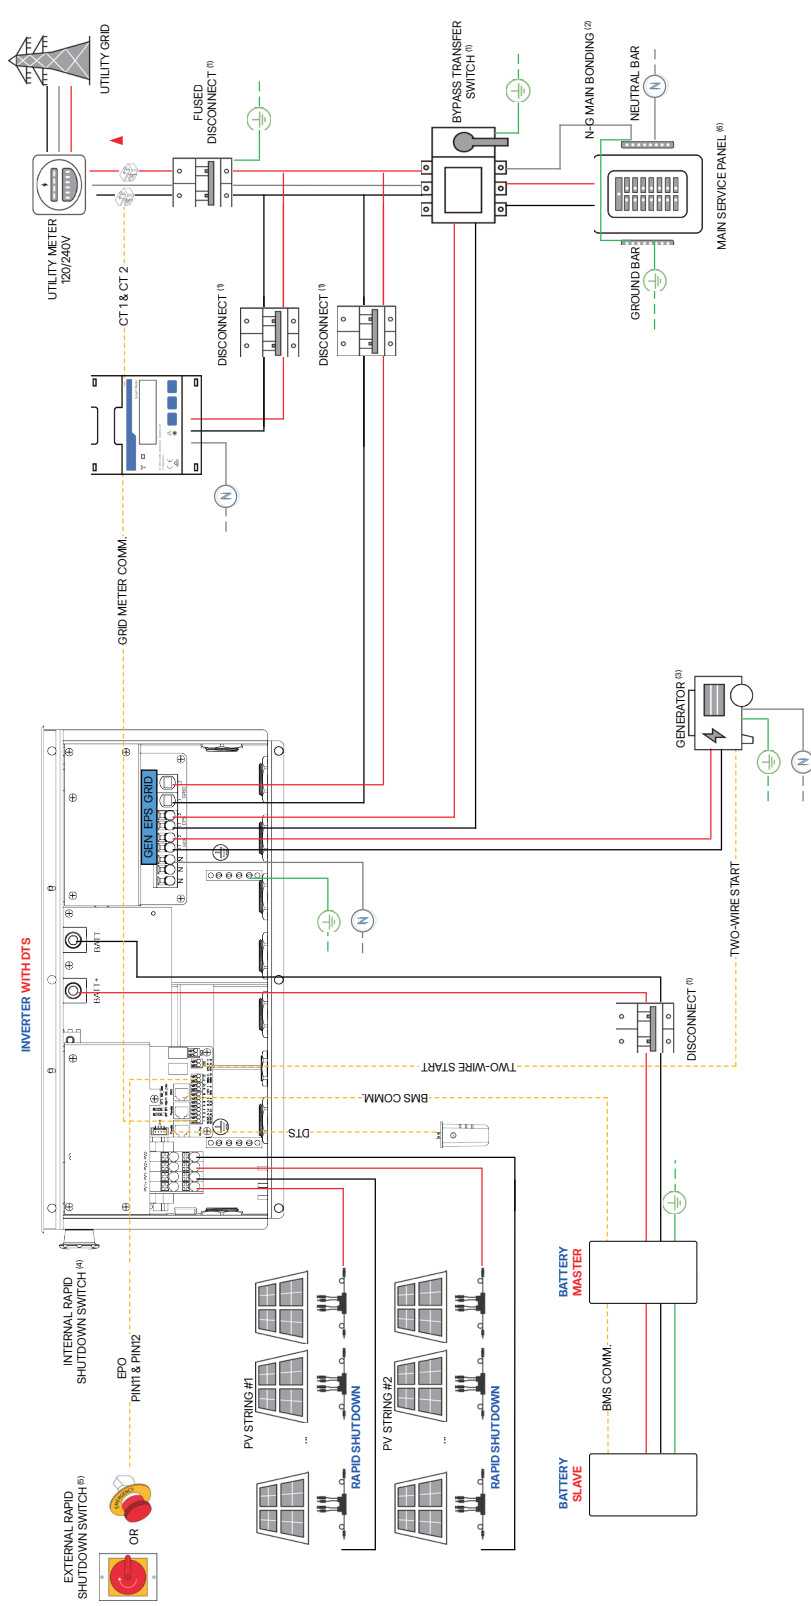 UTILITY GRID
UTILITY METER
120/240V
FUSED
DISCONNECT (1)
BYPASS TRANSFER
SWITCH (1)
N-G MAIN BONDING (2)
NEUTRAL BAR
N
MAIN SERVICE PANEL (6)
GROUND BAR
CT 1 & CT 2
DISCONNECT (1)
DISCONNECT (1)
N
GRID METER COMM.
INVERTER WITH DTS
GEN EPS GRID
N
N
N
BATT-
BATT+
N
GENERATOR (3)
N
TWO-WIRE START
TWO-WIRE START
DISCONNECT (1)
BMS COMM.
DTS
INTERNAL RAPID
SHUTDOWN SWITCH (4)
EPO
PIN11 & PIN12
EXTERNAL RAPID
SHUTDOWN SWITCH (5)
EMERGENCY
OR
PV STRING #1
...
RAPID SHUTDOWN
PV STRING #2
...
RAPID SHUTDOWN
BATTERY
MASTER
BMS COMM.
BATTERY
SLAVE